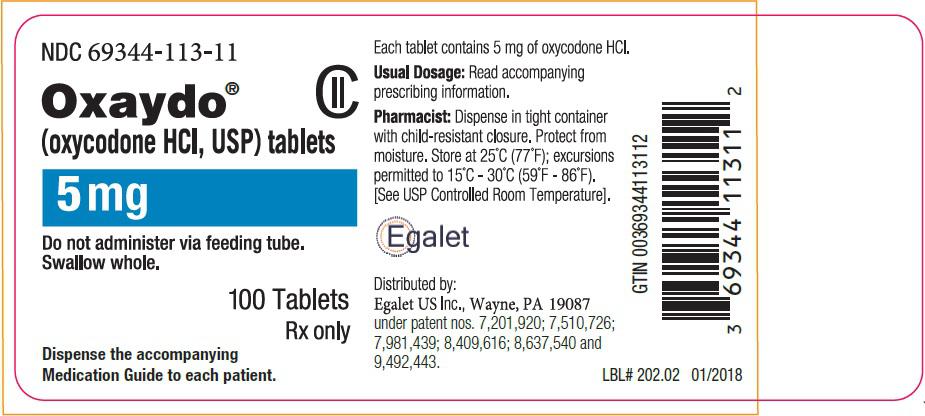 NDC 69344-113-11
Oxaydo®
CII
(oxycodone HCl, USP) tablets
5 mg
Do not administer via feeding tube.
Swallow whole.
100 Tablets
Rx only
Dispense the accompanying
Medication Guide to each patient.
Each tablet contains 5 mg of oxycodone HCl.
Usual Dosage: Read accompanying
prescribing information.
Pharmacist: Dispense in tight container
with child-resistant closure. Protect from
moisture. Store at 25˚C (77˚F); excursions
permitted to 15˚C - 30˚C (59˚F - 86˚F).
[See USP Controlled Room Temperature].
Egalet
Distributed by:
Egalet US Inc., Wayne, PA 19087
under patent nos. 7,201,920; 7,510,726;
7,981,439; 8,409,616; 8,637,540 and
9,492,443.
GTIN 00369344113112
3 69344 11311 2
LBL# 202.02 01/2018